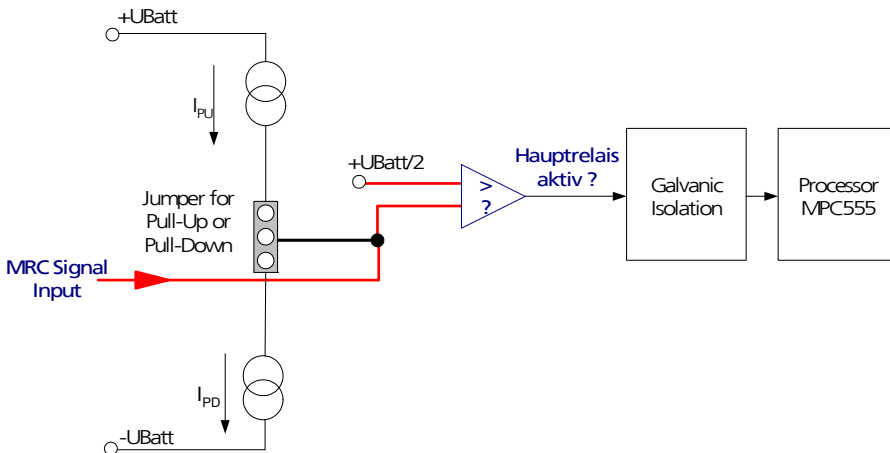 +UBatt
IPU
+UBatt/2
Hauptrelais
aktiv ?
>
?
Galvanic
Isolation
Processor
MPC555
Jumper for
Pull-Up or
Pull-Down
MRC Signal
Input
IPD
-UBatt